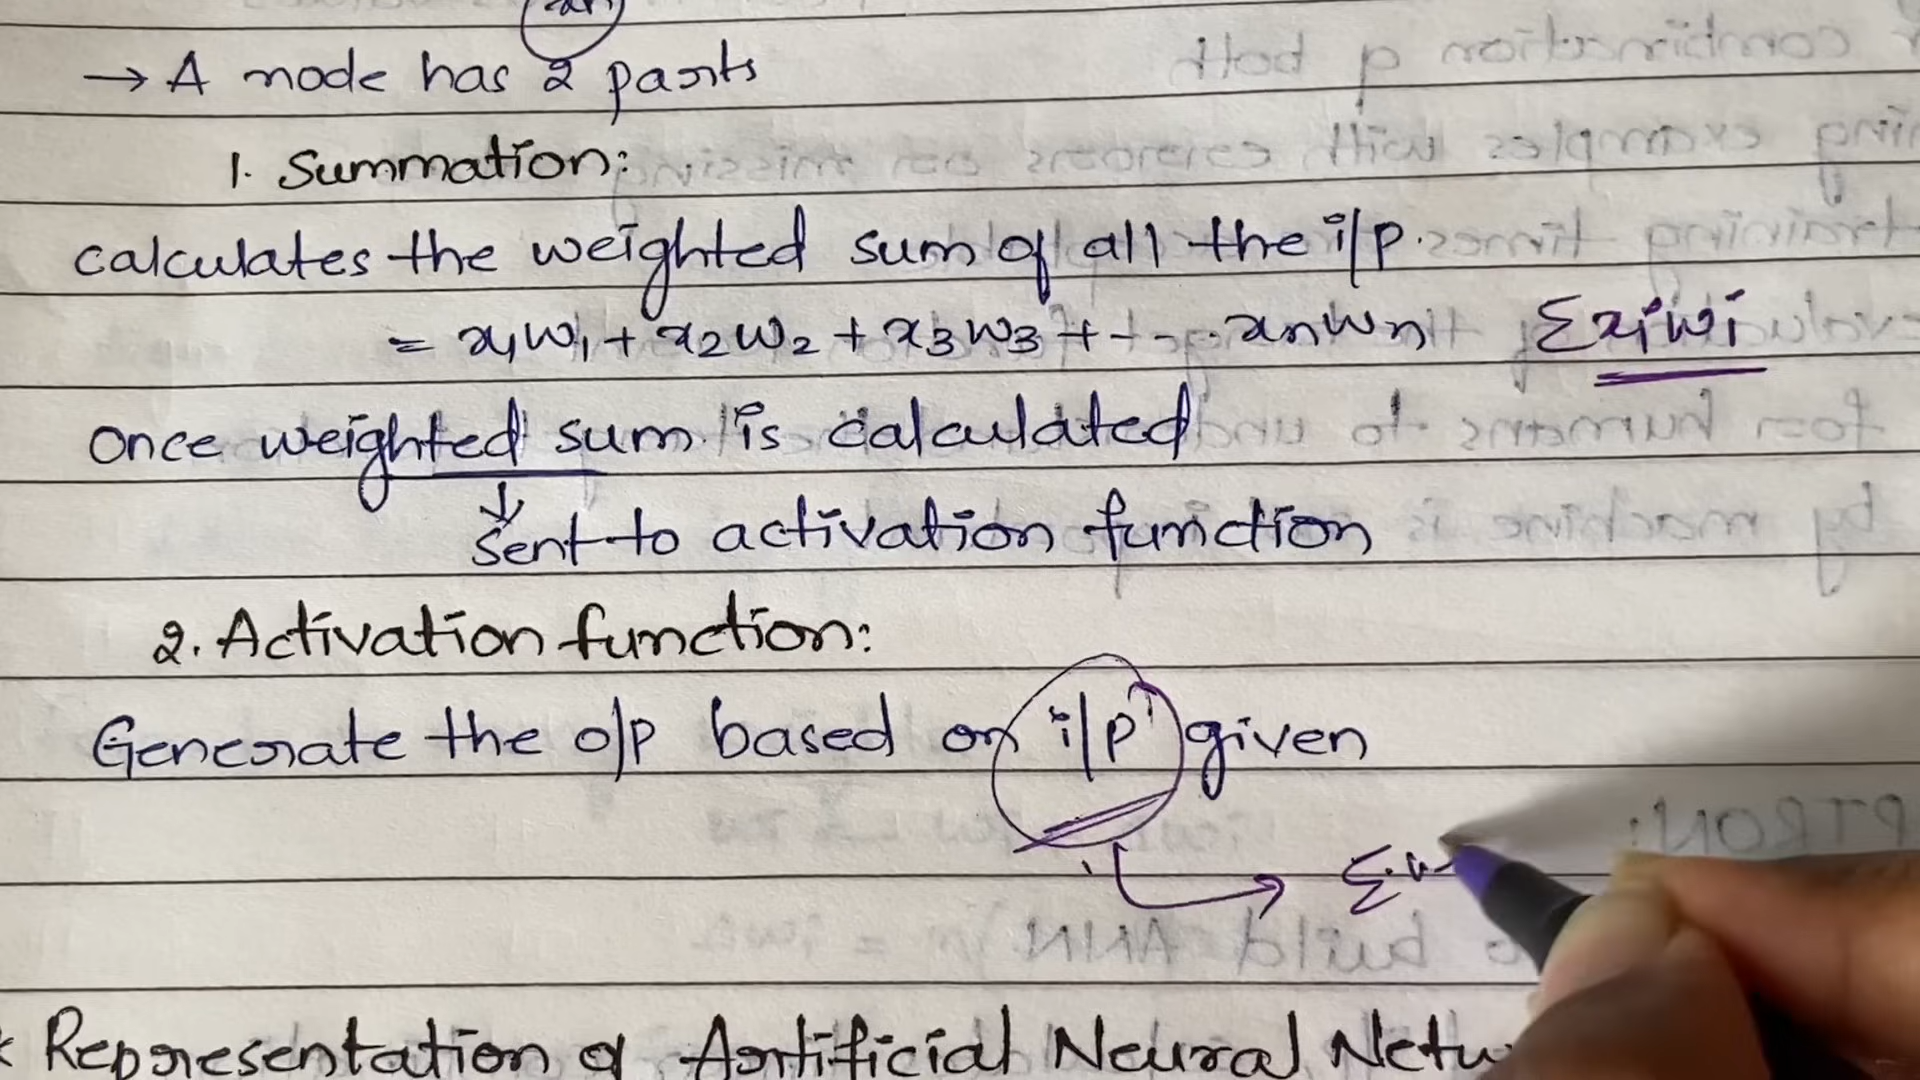 xn
→ A node has 2 parts
1. Summation:
calculates the weighted sum of all the i/p.
= x1w1 + x2w2 + x3w3 + - - . xnwn Σxiwi
Once weighted sum is calculated
↓
sent to activation function
2. Activation function:
Generate the o/p based on i/p given
→ Σ
Representation of Artificial Neural